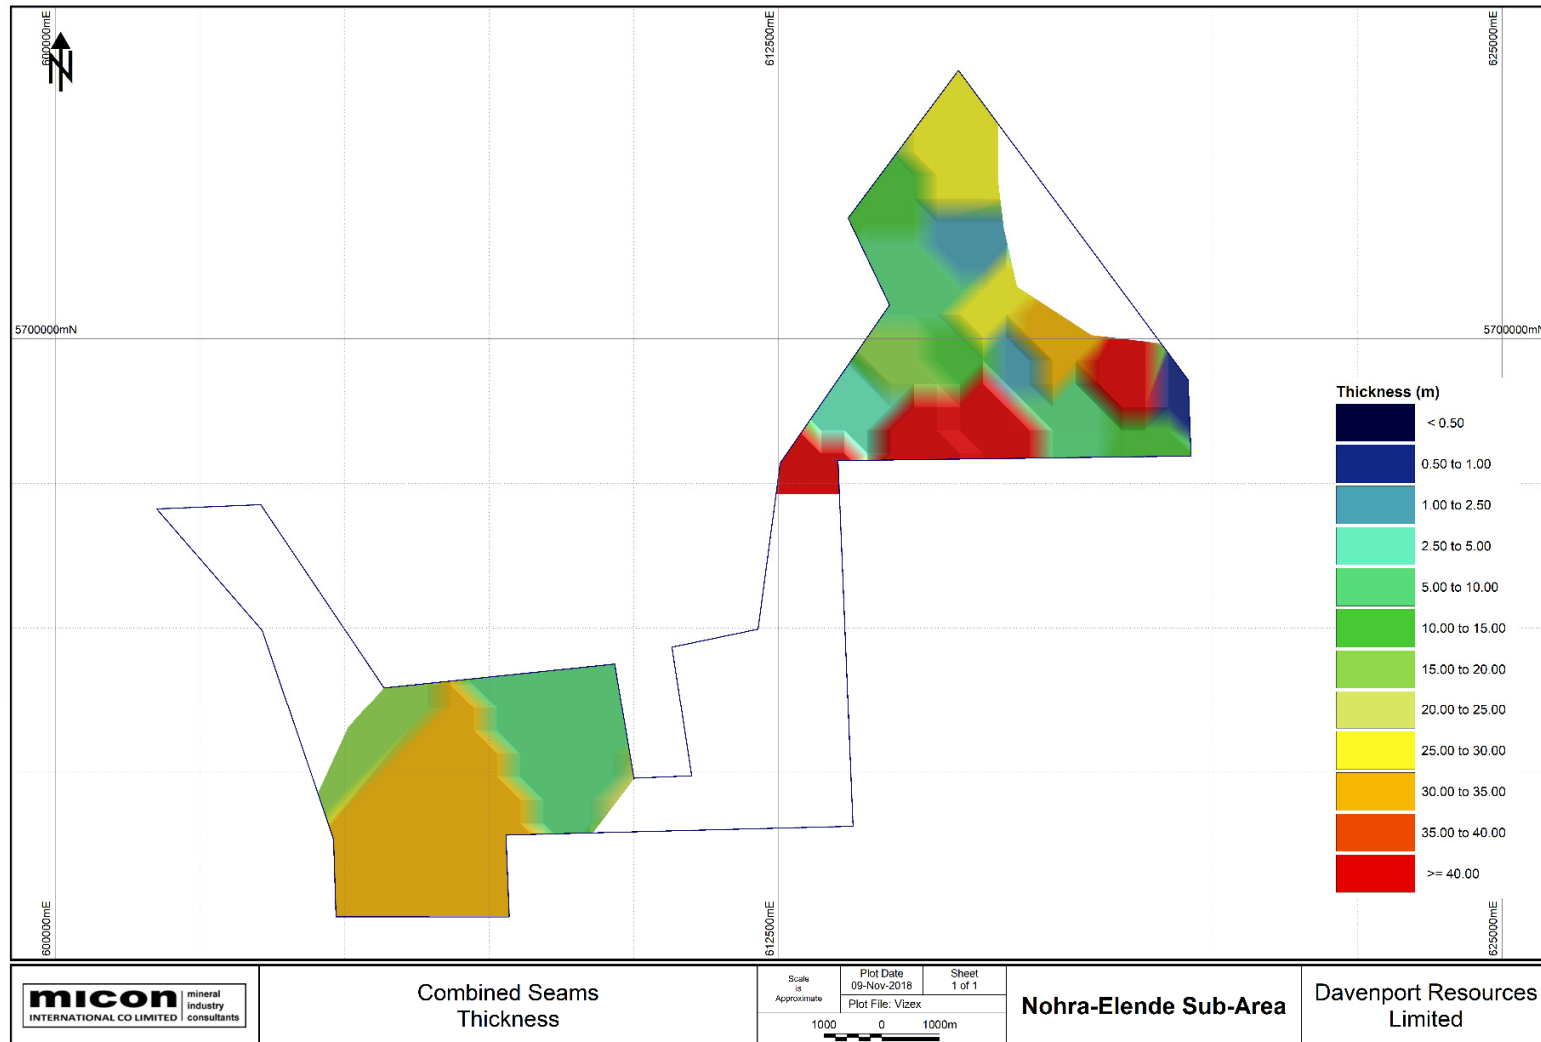 600000mE
612500mE
625000mE
N
5700000mN
5700000mN
Thickness (m)
< 0.50
0.50 to 1.00
1.00 to 2.50
2.50 to 5.00
5.00 to 10.00
10.00 to 15.00
15.00 to 20.00
20.00 to 25.00
25.00 to 30.00
30.00 to 35.00
35.00 to 40.00
>= 40.00
600000mE
612500mE
625000mE
micon
INTERNATIONAL CO LIMITED
mineral
industry
consultants
Combined Seams
Thickness
Scale
is
Approximate
Plot Date
09-Nov-2018
Sheet
1 of 1
Plot File: Vizex
1000 0 1000m
Nohra-Elende Sub-Area
Davenport Resources
Limited